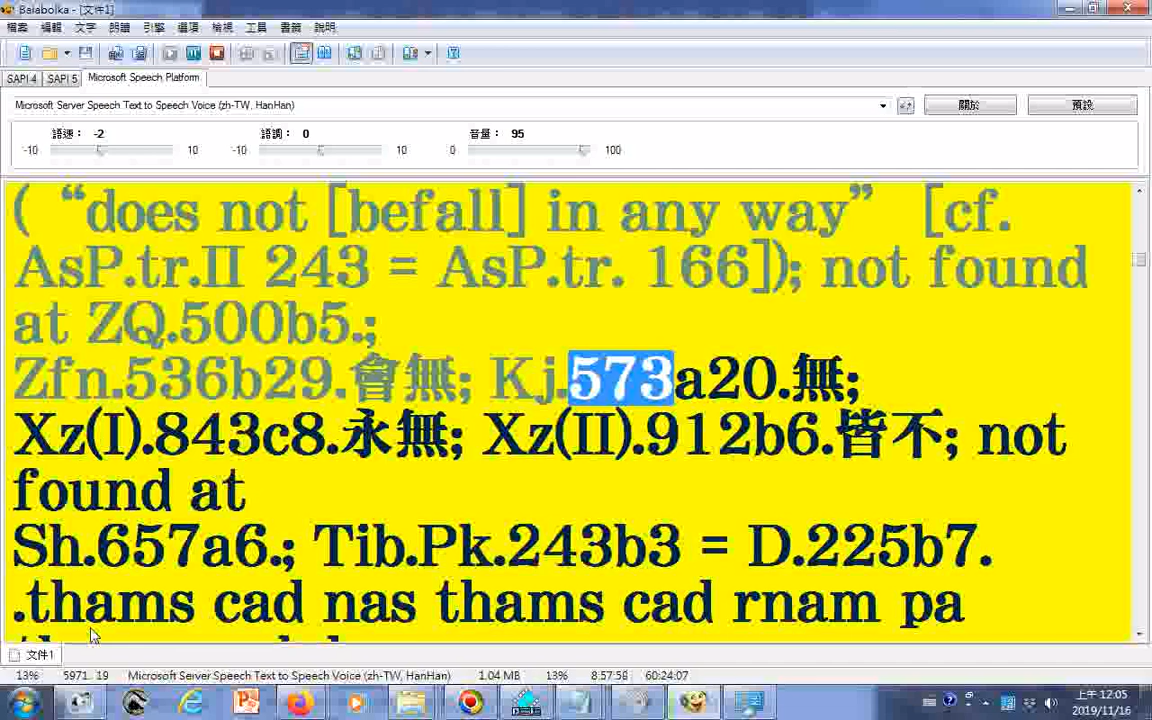 Balabolka - [文件1]
檔案 編輯 文字 朗讀 引擎 選項 檢視 工具 書籤 說明
SAPI 4 SAPI 5 Microsoft Speech Platform
Microsoft Server Speech Text to Speech Voice (zh-TW, HanHan) 關於 預設
語速： -2 語調： 0 音量： 95
-10 10 -10 10 0 100
( “does not [befall] in any way” [cf.
AsP.tr.II 243 = AsP.tr. 166]); not found
at ZQ.500b5.;
Zfn.536b29.會無; Kj.573a20.無;
Xz(I).843c8.永無; Xz(II).912b6.皆不; not
found at
Sh.657a6.; Tib.Pk.243b3 = D.225b7.
.thams cad nas thams cad rnam pa
文件1
13% 5971: 19 Microsoft Server Speech Text to Speech Voice (zh-TW, HanHan) 1.04 MB 13% 8:57:58 60:24:07
上午 12:05
2019/11/16